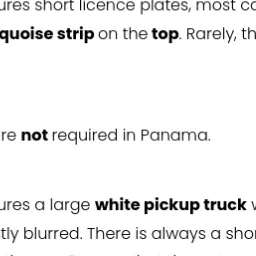 ures short licence plates, most co
quoise strip on the top. Rarely, th
re not required in Panama.
ures a large white pickup truck
tly blurred. There is always a shor